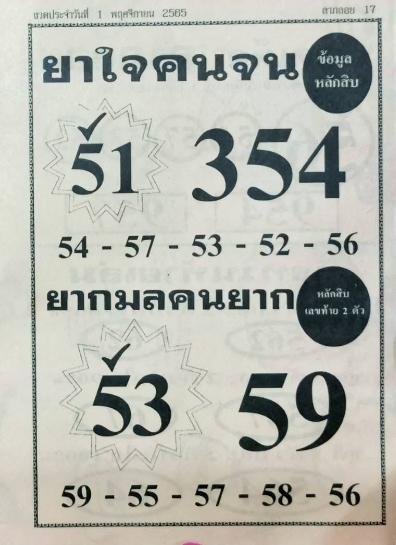 งวดประจำวันที่ 1 พฤศจิกายน 2565
ลาภลอย 17
ยาใจคนจน
ข้อมูล
หลักสิบ
51
354
54 - 57 - 53 - 52 - 56
ยากมลคนยาก
หลักสิบ
เลขท้าย 2 ตัว
53
59
59 - 55 - 57 - 58 - 56